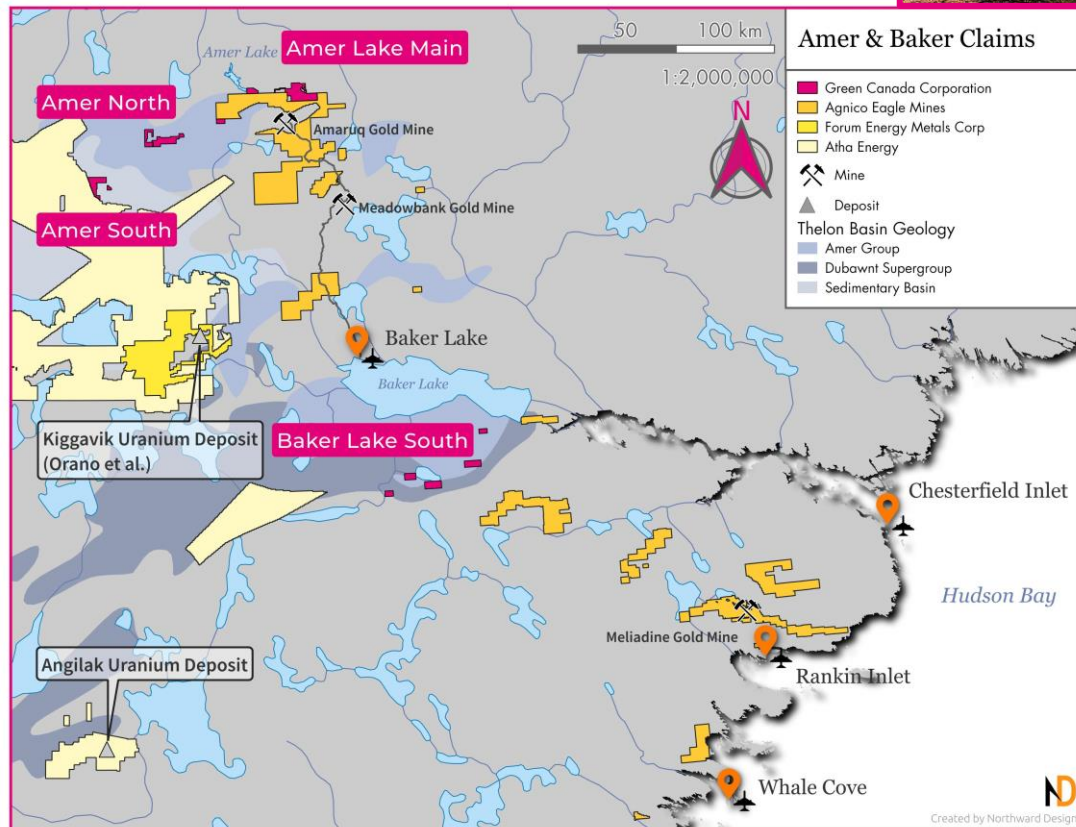 Amer & Baker Claims
Green Canada Corporation
Agnico Eagle Mines
Forum Energy Metals Corp
Atha Energy
Mine
Deposit
Thelon Basin Geology
Amer Group
Dubawnt Supergroup
Sedimentary Basin
50
100 km
1:2,000,000
N
Amer Lake
Amer Lake Main
Amer North
Amaruq Gold Mine
Meadowbank Gold Mine
Amer South
Baker Lake
Baker Lake
Kiggavik Uranium Deposit
(Orano et al.)
Baker Lake South
Chesterfield Inlet
Hudson Bay
Meliadine Gold Mine
Rankin Inlet
Angilak Uranium Deposit
Whale Cove
ND
Created by Northward Design